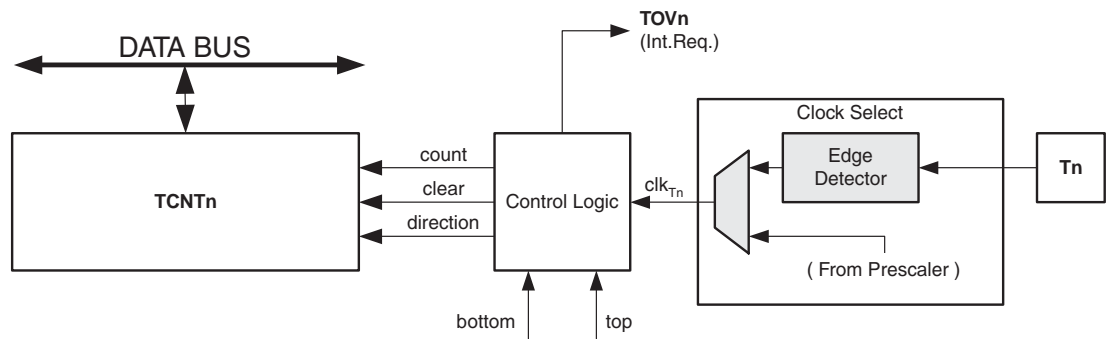 TOVn
(Int.Req.)
DATA BUS
Clock Select
count
Edge
Detector
Tn
TCNTn
clear
Control Logic
clkTn
direction
( From Prescaler )
bottom
top